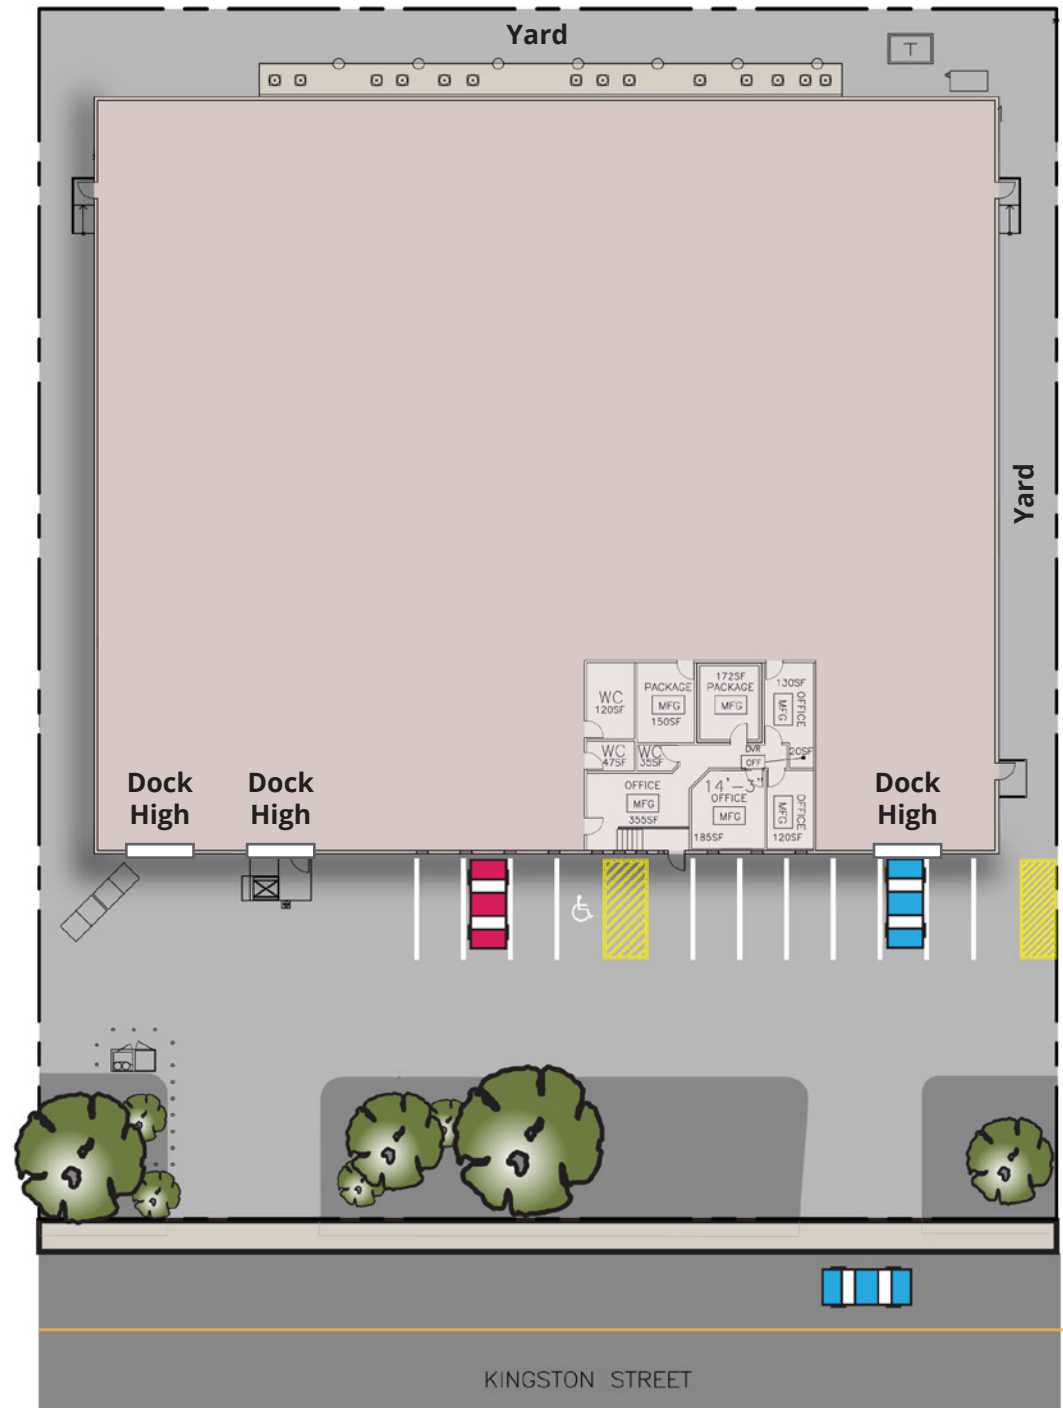 Yard
T
Yard
WC
120SF
PACKAGE
MFG
150SF
172SF
PACKAGE
MFG
130SF
MFG
OFFICE
WC
47SF
WC
35SF
DVR
OFF
20SF
OFFICE
MFG
355SF
14'-3"
OFFICE
MFG
185SF
MFG
OFFICE
120SF
Dock
High
Dock
High
Dock
High
KINGSTON STREET